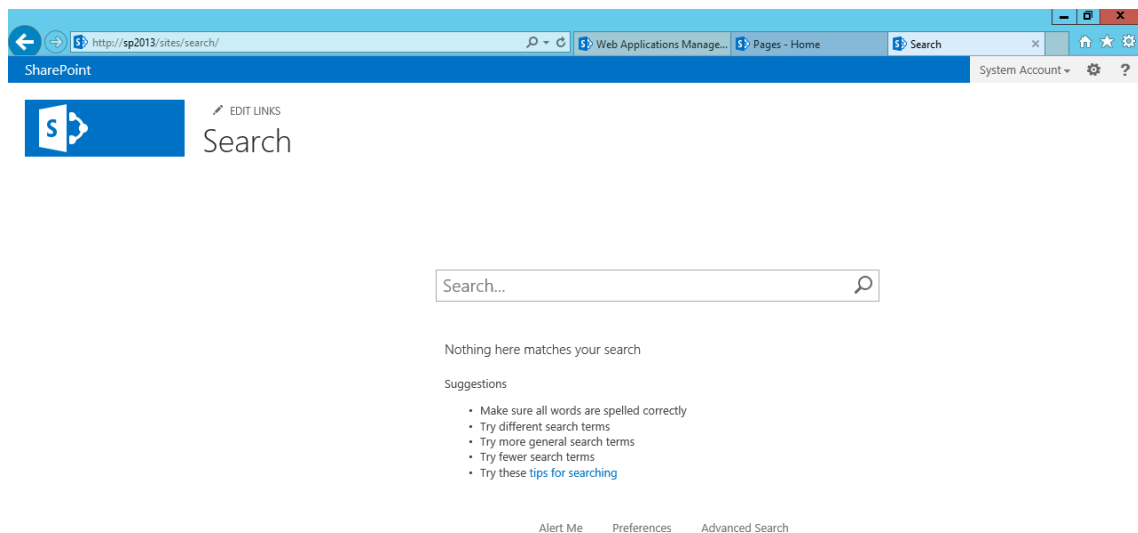 http://sp2013/sites/search/
Web Applications Manage...
Pages - Home
Search
SharePoint
System Account
?
S
EDIT LINKS
Search
Search...
Nothing here matches your search
Suggestions
• Make sure all words are spelled correctly
• Try different search terms
• Try more general search terms
• Try fewer search terms
• Try these tips for searching
Alert Me Preferences Advanced Search